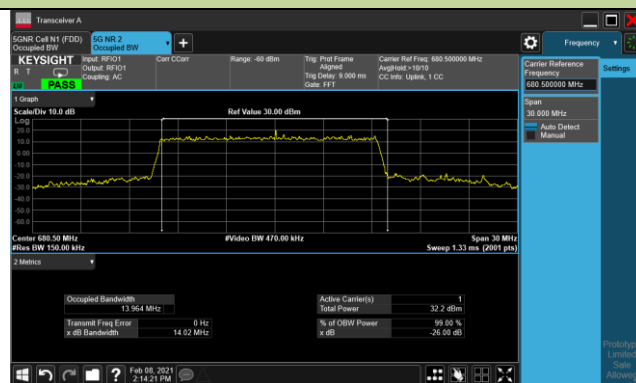 Transceiver A
5GNR Cell N1 (FDD)
Occupied BW
5G NR 2
Occupied BW
Frequency
KEYSIGHT
R T
LV
PASS
Input: RFIO1
Output: RFIO1
Coupling: AC
Corr CCorr
Range: -60 dBm
Trig: Prot Frame
Aligned
Trig Delay: 9.000 ms
Gate: FFT
Carrier Ref Freq: 680.500000 MHz
Avg|Hold:>10/10
CC Info: Uplink, 1 CC
Carrier Reference
Frequency
680.500000 MHz
Settings
Span
30.000 MHz
Auto Detect
Manual
1 Graph
Scale/Div 10.0 dB
Ref Value 30.00 dBm
Log
20.0
10.0
0.00
-10.0
-20.0
-30.0
-40.0
-50.0
-60.0
Center 680.50 MHz
#Video BW 470.00 kHz
Span 30 MHz
#Res BW 150.00 kHz
Sweep 1.33 ms (2001 pts)
2 Metrics
Occupied Bandwidth
13.964 MHz
Active Carrier(s) 1
Total Power 32.2 dBm
Transmit Freq Error 0 Hz
x dB Bandwidth 14.02 MHz
% of OBW Power 99.00 %
x dB -26.00 dB
Prototype
Limited
Sale
Allowed
Feb 08, 2021
2:14:21 PM